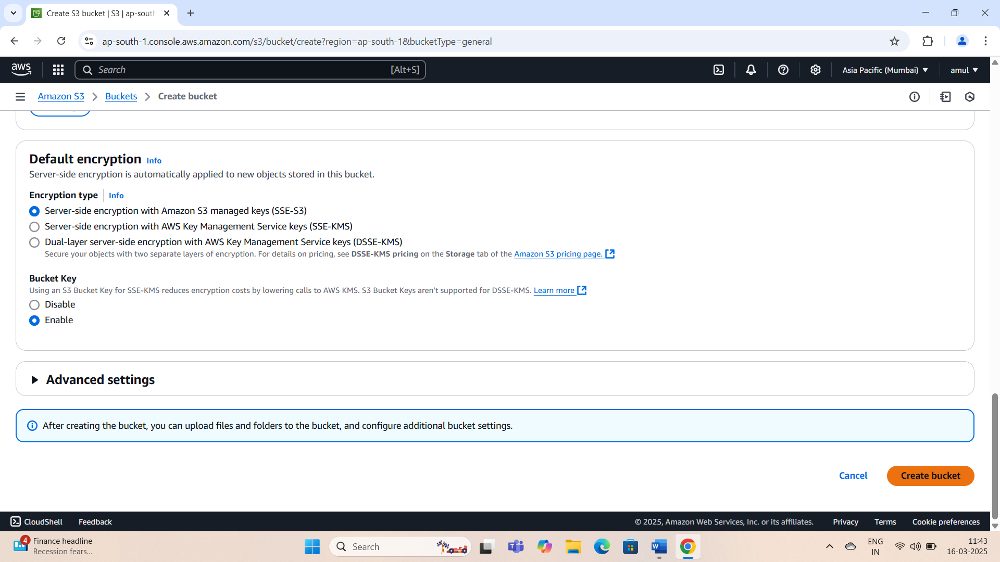 Create S3 bucket | S3 | ap-south
ap-south-1.console.aws.amazon.com/s3/bucket/create?region=ap-south-1&bucketType=general
aws
Search
[Alt+S]
Asia Pacific (Mumbai)
amul
Amazon S3
Buckets
Create bucket
Default encryption Info
Server-side encryption is automatically applied to new objects stored in this bucket.
Encryption type Info
Server-side encryption with Amazon S3 managed keys (SSE-S3)
Server-side encryption with AWS Key Management Service keys (SSE-KMS)
Dual-layer server-side encryption with AWS Key Management Service keys (DSSE-KMS)
Secure your objects with two separate layers of encryption. For details on pricing, see DSSE-KMS pricing on the Storage tab of the Amazon S3 pricing page.
Bucket Key
Using an S3 Bucket Key for SSE-KMS reduces encryption costs by lowering calls to AWS KMS. S3 Bucket Keys aren't supported for DSSE-KMS. Learn more
Disable
Enable
Advanced settings
After creating the bucket, you can upload files and folders to the bucket, and configure additional bucket settings.
Cancel
Create bucket
CloudShell
Feedback
© 2025, Amazon Web Services, Inc. or its affiliates.
Privacy
Terms
Cookie preferences
4
Finance headline
Recession fears...
Search
W
ENG
IN
11:43
16-03-2025